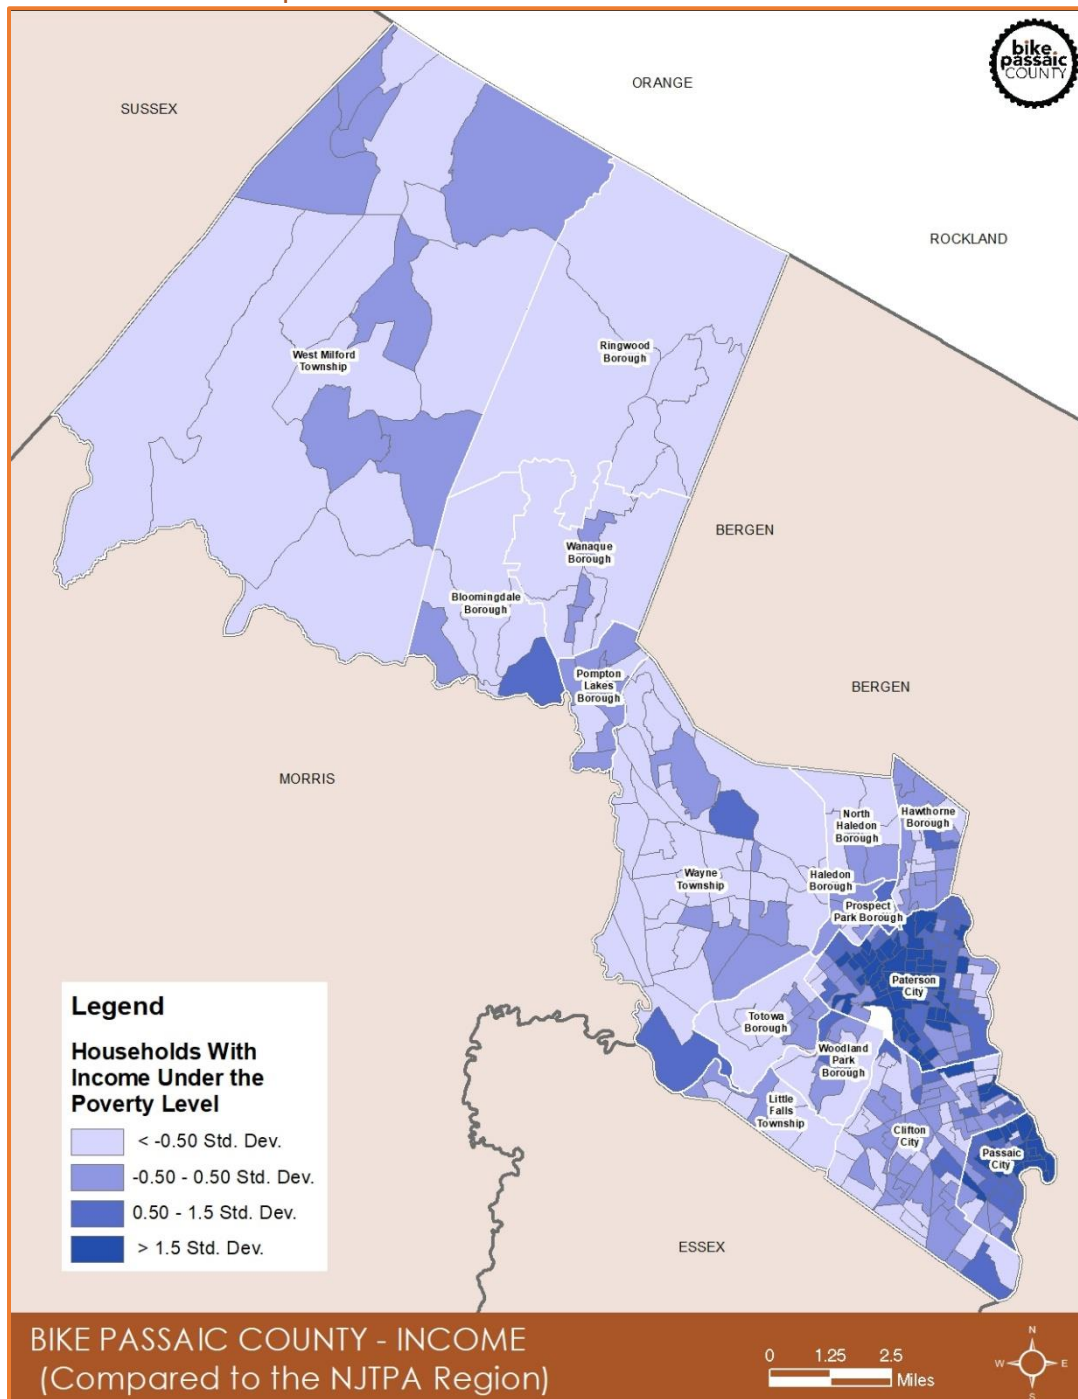 bike
passaic
COUNTY
ORANGE
SUSSEX
ROCKLAND
Ringwood
Borough
West Milford
Township
BERGEN
Wanaque
Borough
Bloomingdale
Borough
Pompton
Lakes
Borough
BERGEN
MORRIS
North
Haledon
Borough
Hawthorne
Borough
Wayne
Township
Haledon
Borough
Prospect
Park Borough
Paterson
City
Totowa
Borough
Woodland
Park
Borough
Little
Falls
Township
Clifton
City
Passaic
City
ESSEX
Legend
Households With
Income Under the
Poverty Level
< -0.50 Std. Dev.
-0.50 - 0.50 Std. Dev.
0.50 - 1.5 Std. Dev.
> 1.5 Std. Dev.
BIKE PASSAIC COUNTY - INCOME
(Compared to the NJTPA Region)
0 1.25 2.5
Miles
N
W E
S